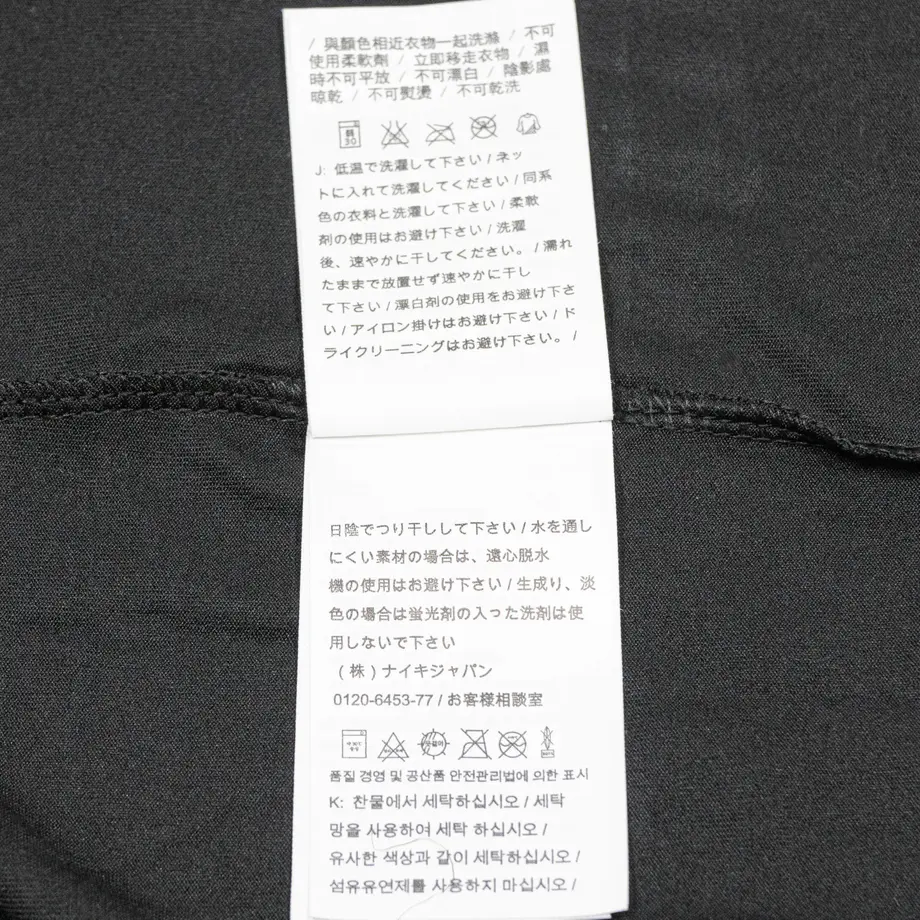 / 與顏色相近衣物一起洗滌 / 不可
使用柔軟劑 / 立即移走衣物 / 濕
時不可平放 / 不可漂白 / 陰影處
晾乾 / 不可熨燙 / 不可乾洗
30
J: 低温で洗濯して下さい / ネッ
トに入れて洗濯してください / 同系
色の衣料と洗濯して下さい / 柔軟
剤の使用はお避け下さい / 洗濯
後、速やかに干してください。 / 濡れ
たままで放置せず速やかに干し
て下さい / 漂白剤の使用をお避け下さ
い / アイロン掛けはお避け下さい / ド
ライクリーニングはお避け下さい。 /
日陰でつり干しして下さい / 水を通し
にくい素材の場合は、遠心脱水
機の使用はお避け下さい / 生成り、淡
色の場合は蛍光剤の入った洗剤は使
用しないで下さい
（株）ナイキジャパン
0120-6453-77 / お客様相談室
품질 경영 및 공산품 안전관리법에 의한 표시
K: 찬물에서 세탁하십시오 / 세탁
망을 사용하여 세탁 하십시오 /
유사한 색상과 같이 세탁하십시오 /
섬유유연제를 사용하지 마십시오 /